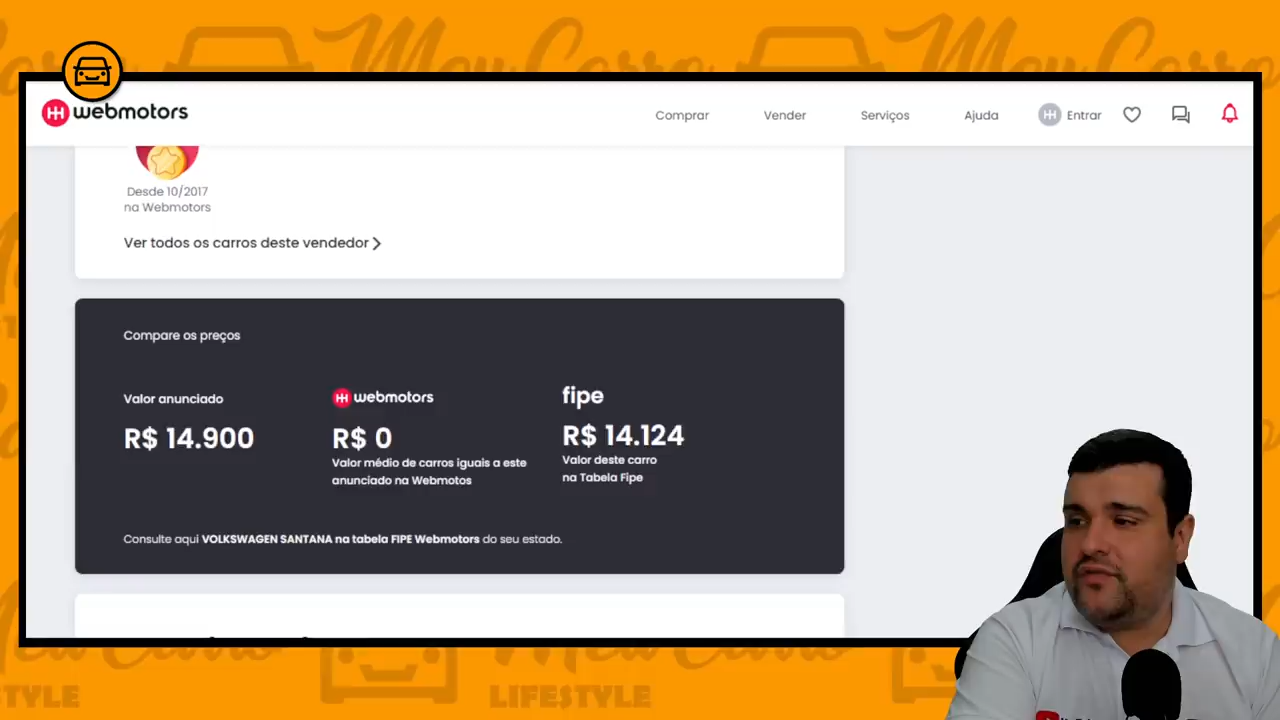 Meu Carro
webmotors
Comprar
Vender
Serviços
Ajuda
Entrar
Desde 10/2017
na Webmotors
Ver todos os carros deste vendedor
Compare os preços
Valor anunciado
R$ 14.900
webmotors
R$ 0
Valor médio de carros iguais a este
anunciado na Webmotos
fipe
R$ 14.124
Valor deste carro
na Tabela Fipe
Consulte aqui VOLKSWAGEN SANTANA na tabela FIPE Webmotors do seu estado.
LIFESTYLE